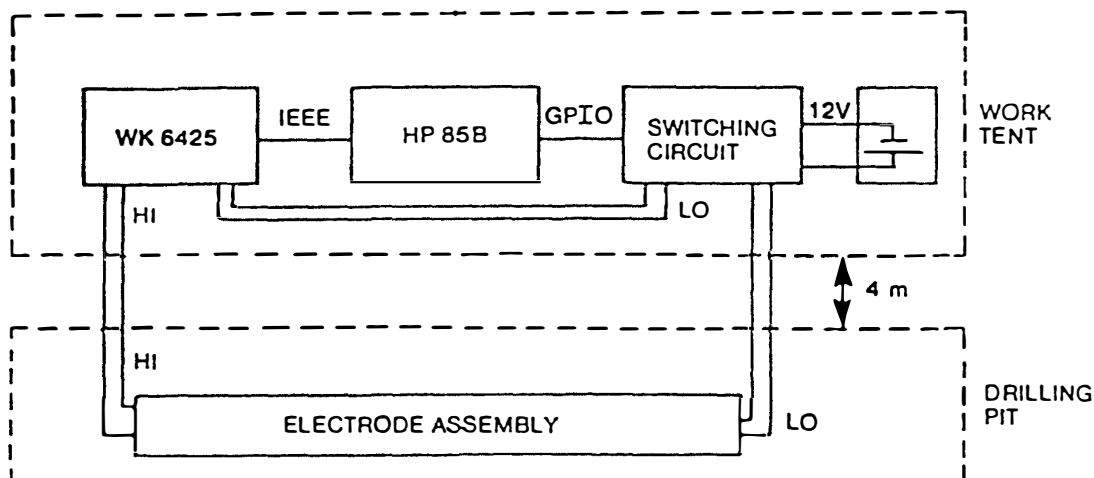 WK 6425
IEEE
HP 85B
GPIO
SWITCHING
CIRCUIT
12V
WORK
TENT
HI
LO
4 m
HI
ELECTRODE ASSEMBLY
LO
DRILLING
PIT